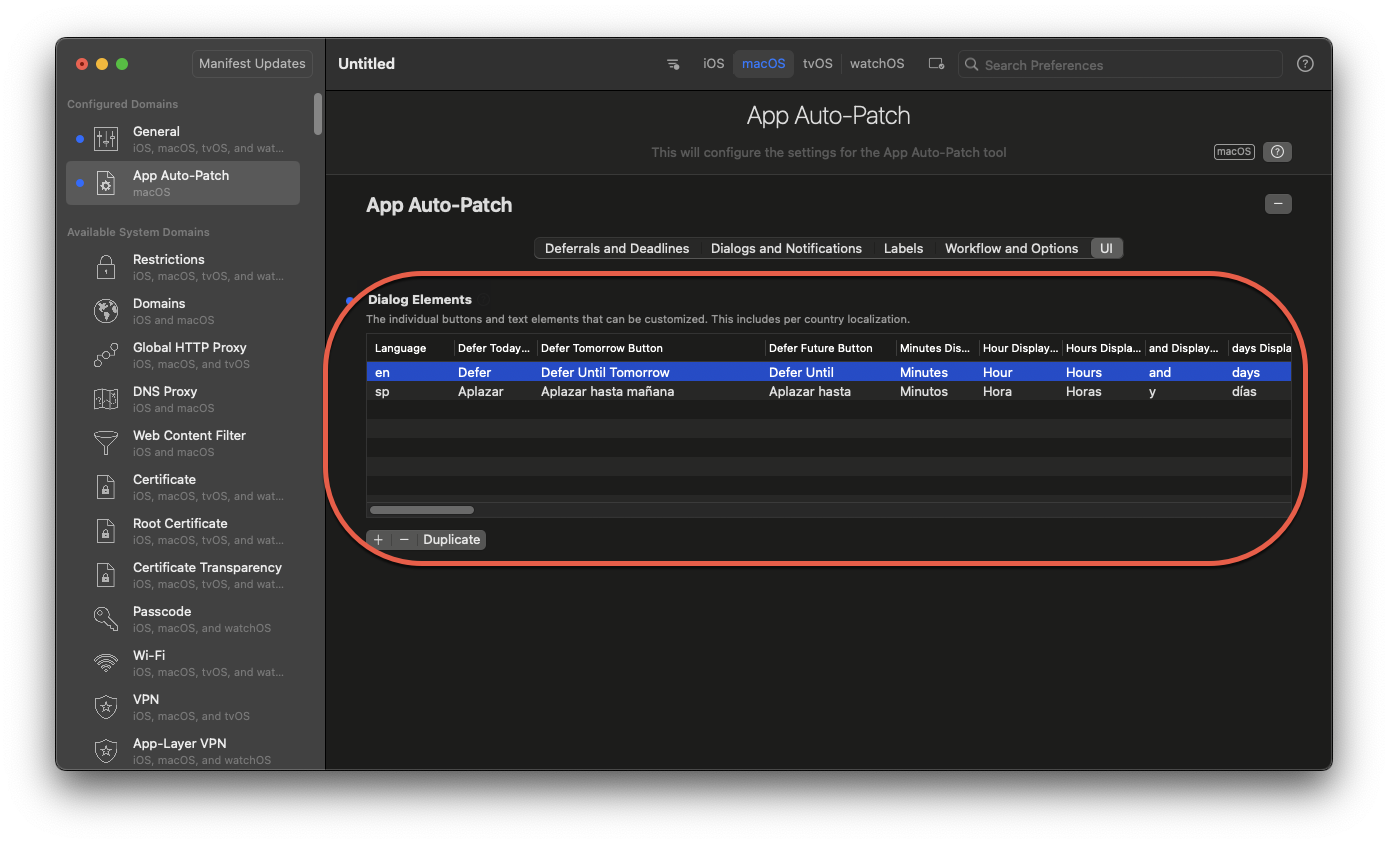 Manifest Updates
Untitled
iOS macOS tvOS watchOS
Search Preferences
Configured Domains
General
iOS, macOS, tvOS, and wat...
App Auto-Patch
macOS
Available System Domains
Restrictions
iOS, macOS, tvOS, and wat...
Domains
iOS and macOS
Global HTTP Proxy
iOS, macOS, and tvOS
DNS Proxy
iOS and macOS
Web Content Filter
iOS and macOS
Certificate
iOS, macOS, tvOS, and wat...
Root Certificate
iOS, macOS, tvOS, and wat...
Certificate Transparency
iOS, macOS, tvOS, and wat...
Passcode
iOS, macOS, and watchOS
Wi-Fi
iOS, macOS, tvOS, and wat...
VPN
iOS, macOS, and tvOS
App-Layer VPN
iOS, macOS, and watchOS
App Auto-Patch
This will configure the settings for the App Auto-Patch tool
macOS ?
App Auto-Patch
Deferrals and Deadlines Dialogs and Notifications Labels Workflow and Options UI
Dialog Elements
The individual buttons and text elements that can be customized. This includes per country localization.
Language Defer Today... Defer Tomorrow Button Defer Future Button Minutes Dis... Hour Display... Hours Displa... and Display... days Displa
en Defer Defer Until Tomorrow Defer Until Minutes Hour Hours and days
sp Aplazar Aplazar hasta mañana Aplazar hasta Minutos Hora Horas y días
+ − Duplicate